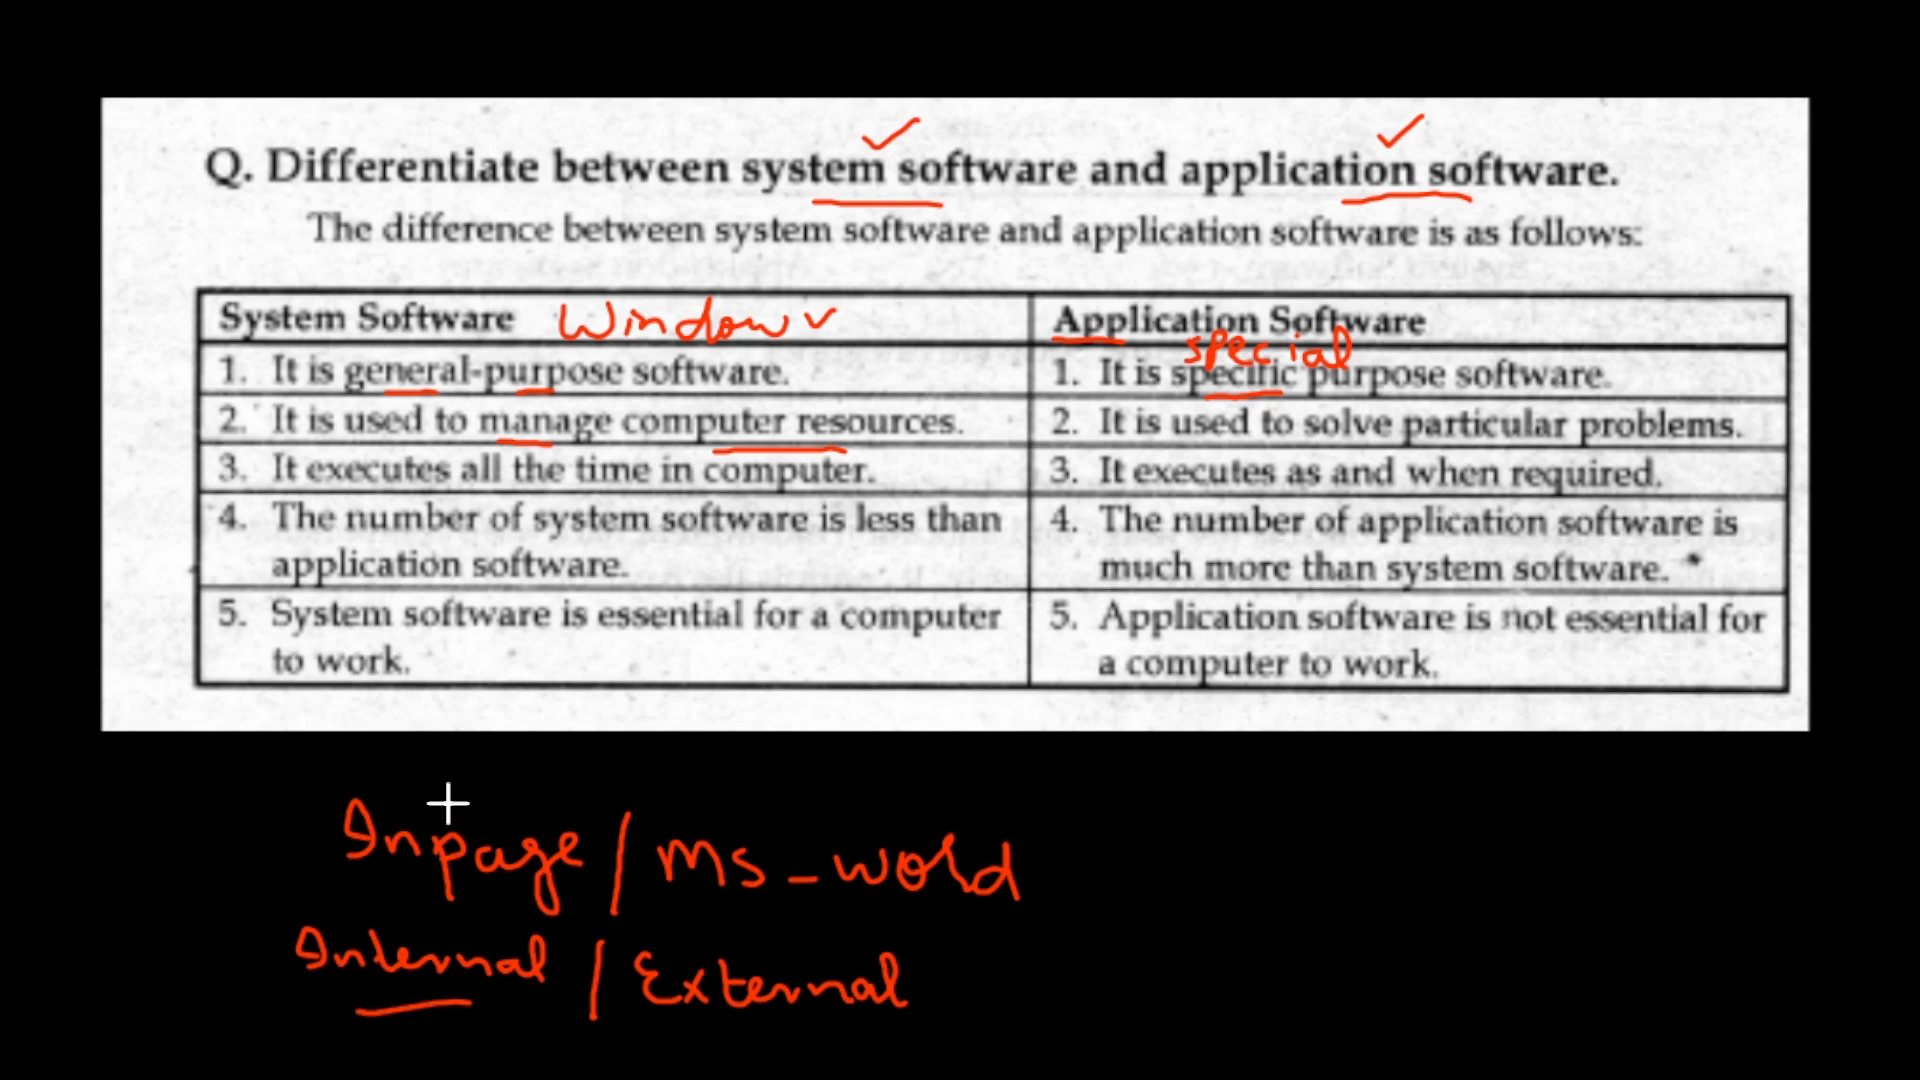 Q. Differentiate between system software and application software.
The difference between system software and application software is as follows:
System Software Window
Application Software
special
1. It is general-purpose software.
1. It is specific purpose software.
2. It is used to manage computer resources.
2. It is used to solve particular problems.
3. It executes all the time in computer.
3. It executes as and when required.
4. The number of system software is less than
application software.
4. The number of application software is
much more than system software.
5. System software is essential for a computer
to work.
5. Application software is not essential for
a computer to work.
Inpage / MS-World
Internal / External